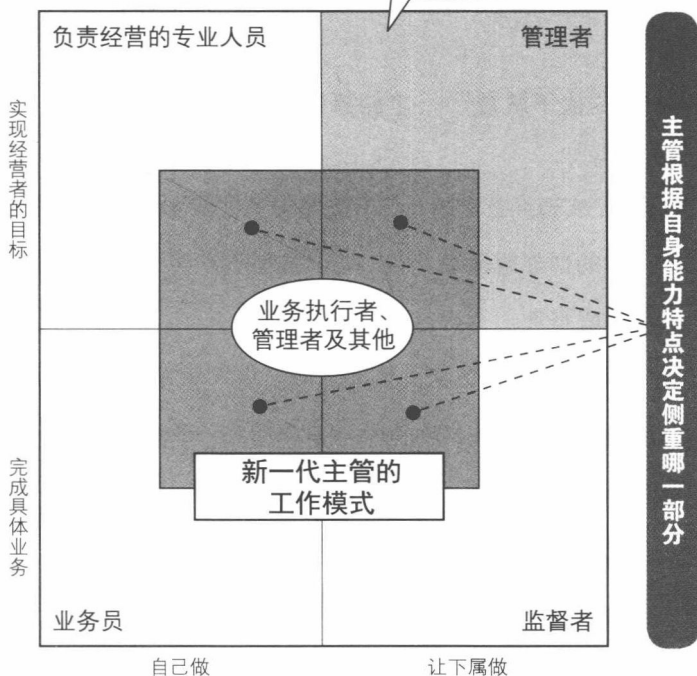 负责经营的专业人员
管理者
实现经营者的目标
业务执行者、
管理者及其他
主管根据自身能力特点决定侧重哪一部分
新一代主管的
工作模式
完成具体业务
业务员
监督者
自己做
让下属做